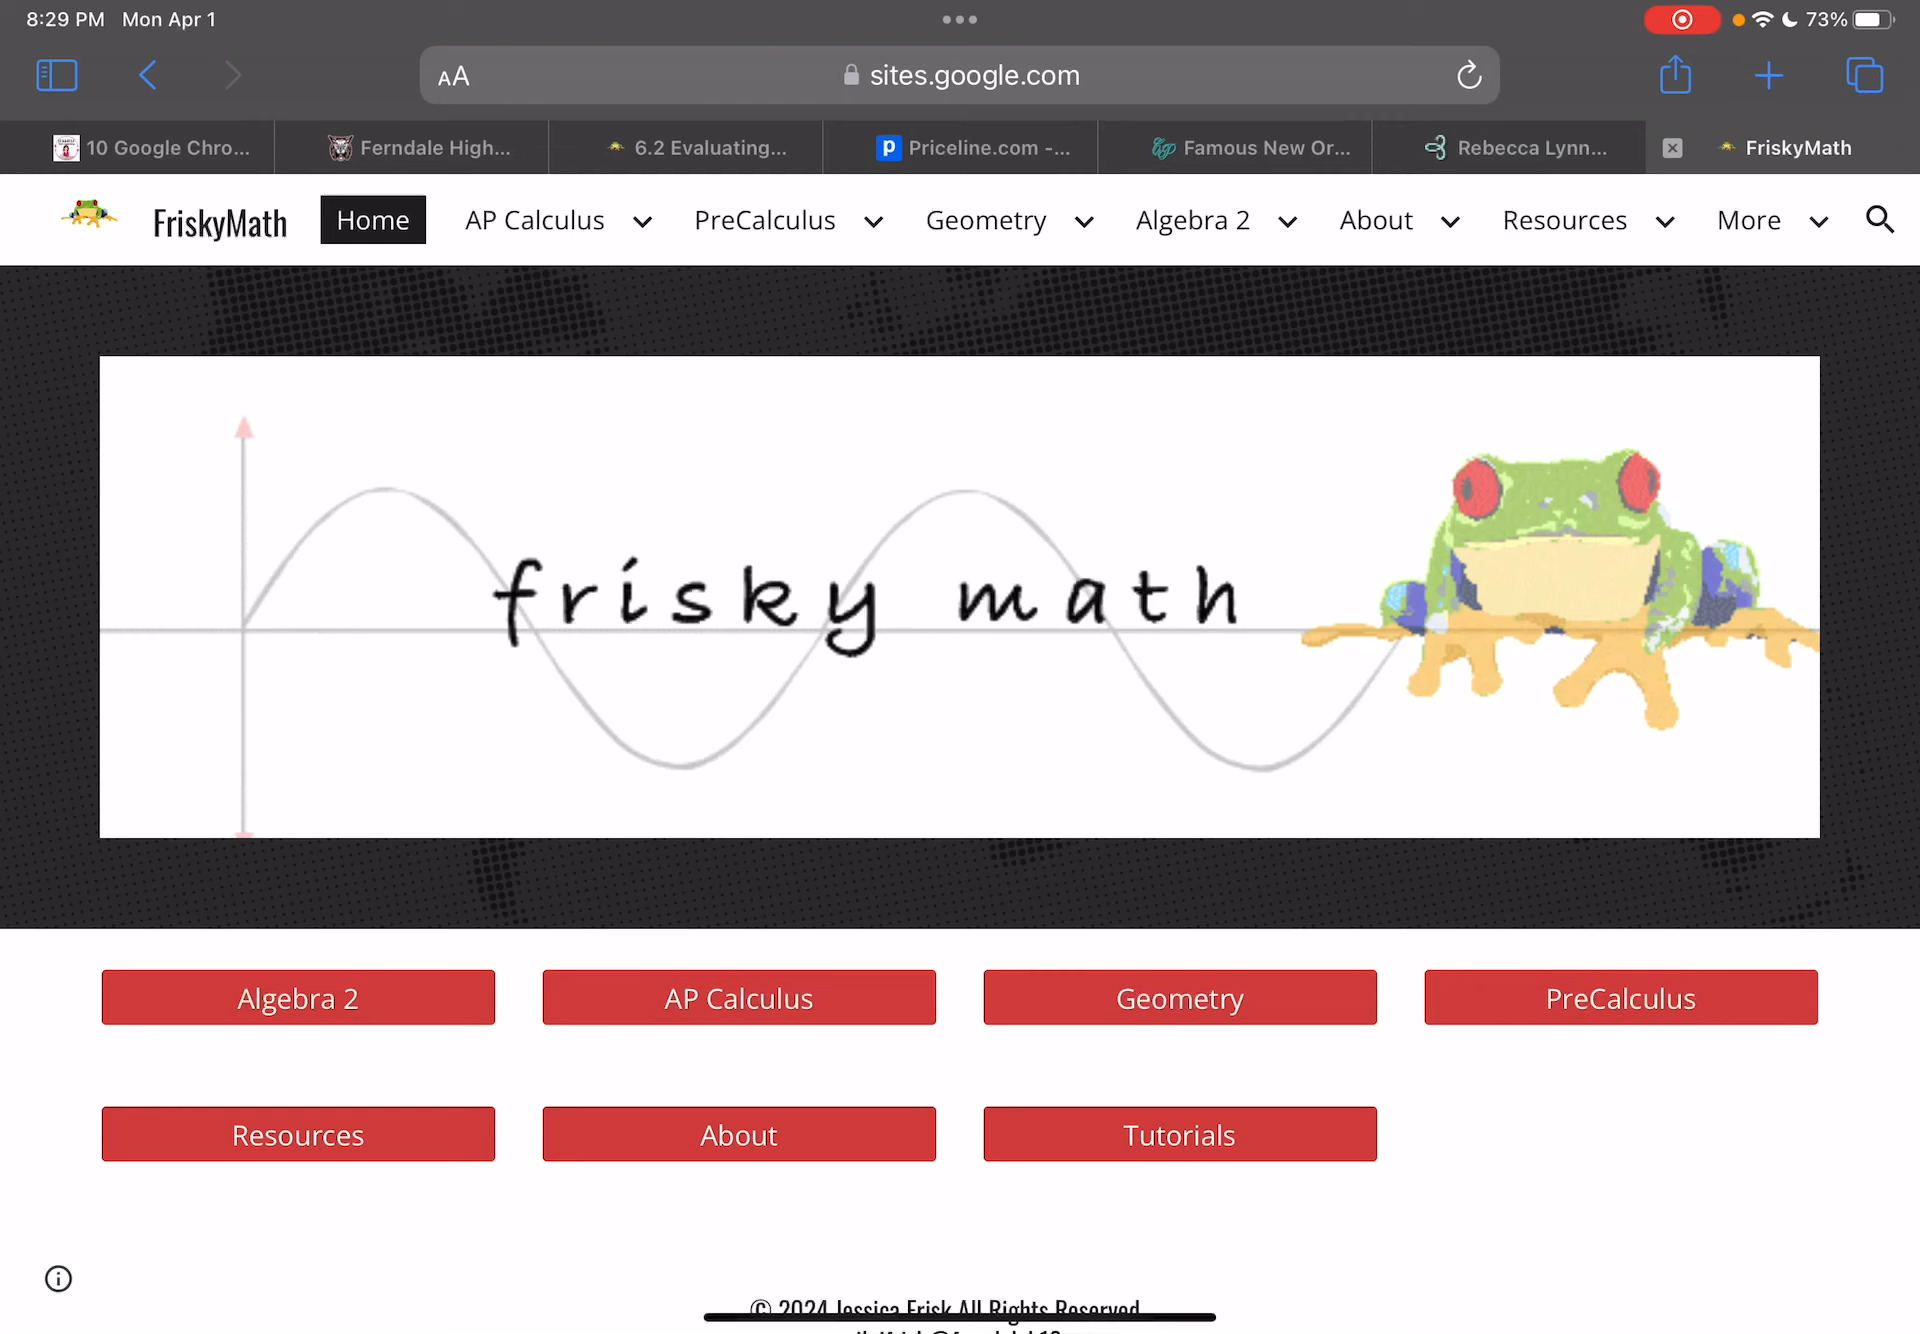 8:29 PM Mon Apr 1
73%
AA sites.google.com
10 Google Chro... Ferndale High... 6.2 Evaluating... Priceline.com -... Famous New Or... Rebecca Lynn... FriskyMath
FriskyMath Home AP Calculus PreCalculus Geometry Algebra 2 About Resources More
frisky math
Algebra 2 AP Calculus Geometry PreCalculus
Resources About Tutorials
© 2024 Jessica Frisk All Rights Reserved